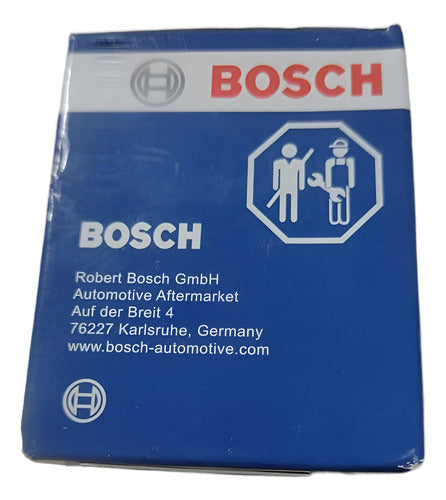 BOSCH
BOSCH
Robert Bosch GmbH
Automotive Aftermarket
Auf der Breit 4
76227 Karlsruhe, Germany
www.bosch-automotive.com